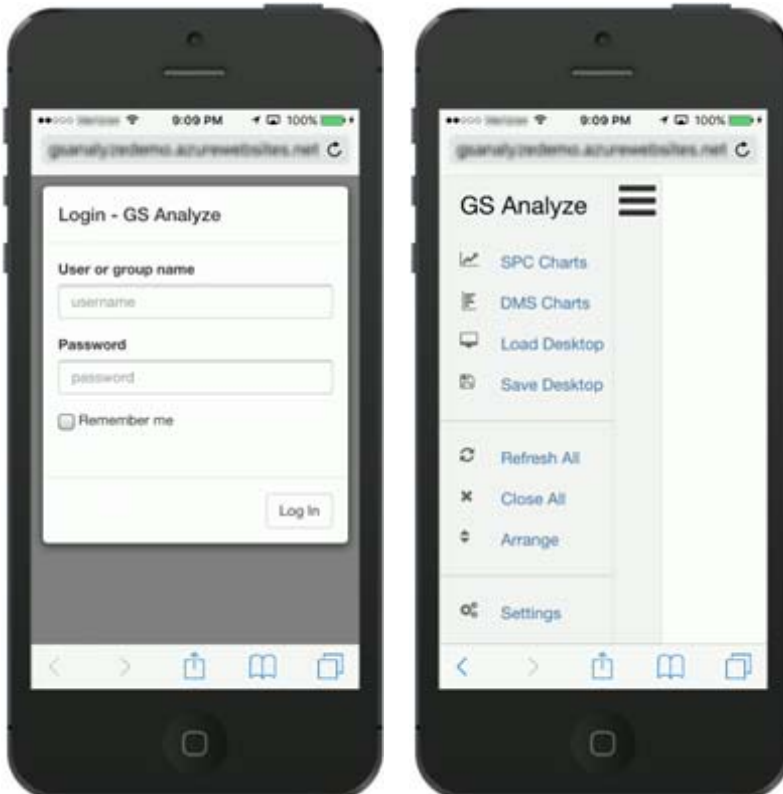 9:09 PM
100%
Login - GS Analyze
User or group name
username
Password
password
Remember me
Log In
9:09 PM
100%
GS Analyze
SPC Charts
DMS Charts
Load Desktop
Save Desktop
Refresh All
Close All
Arrange
Settings